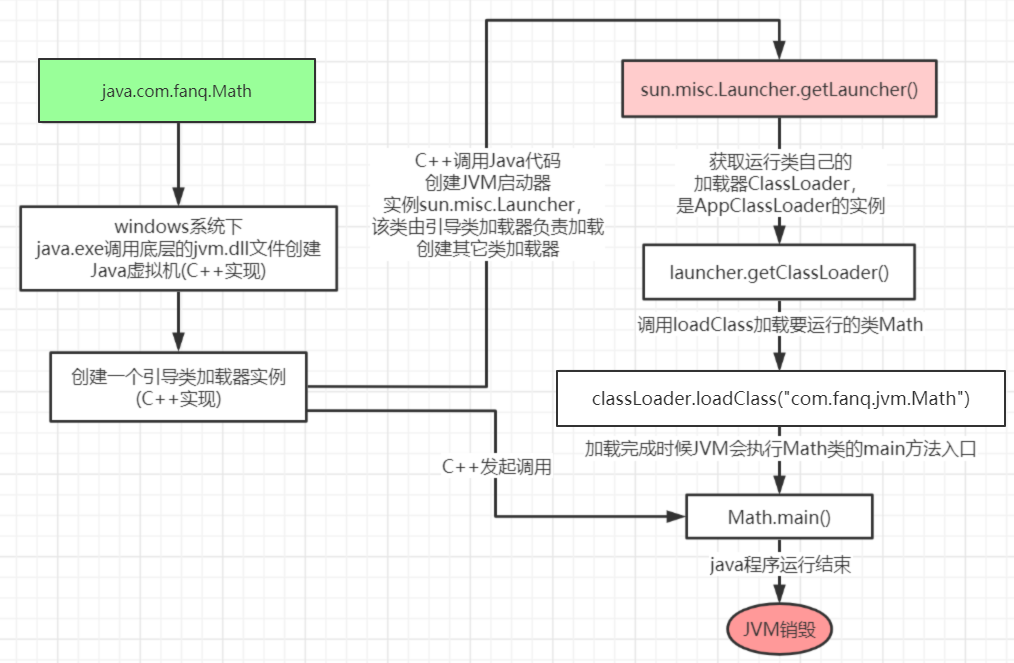 java.com.fanq.Math
windows系统下
java.exe调用底层的jvm.dll文件创建
Java虚拟机(C++实现)
创建一个引导类加载器实例
(C++实现)
C++调用Java代码
创建JVM启动器
实例sun.misc.Launcher，
该类由引导类加载器负责加载
创建其它类加载器
C++发起调用
sun.misc.Launcher.getLauncher()
获取运行类自己的
加载器ClassLoader，
是AppClassLoader的实例
launcher.getClassLoader()
调用loadClass加载要运行的类Math
classLoader.loadClass("com.fanq.jvm.Math")
加载完成时候JVM会执行Math类的main方法入口
Math.main()
java程序运行结束
JVM销毁